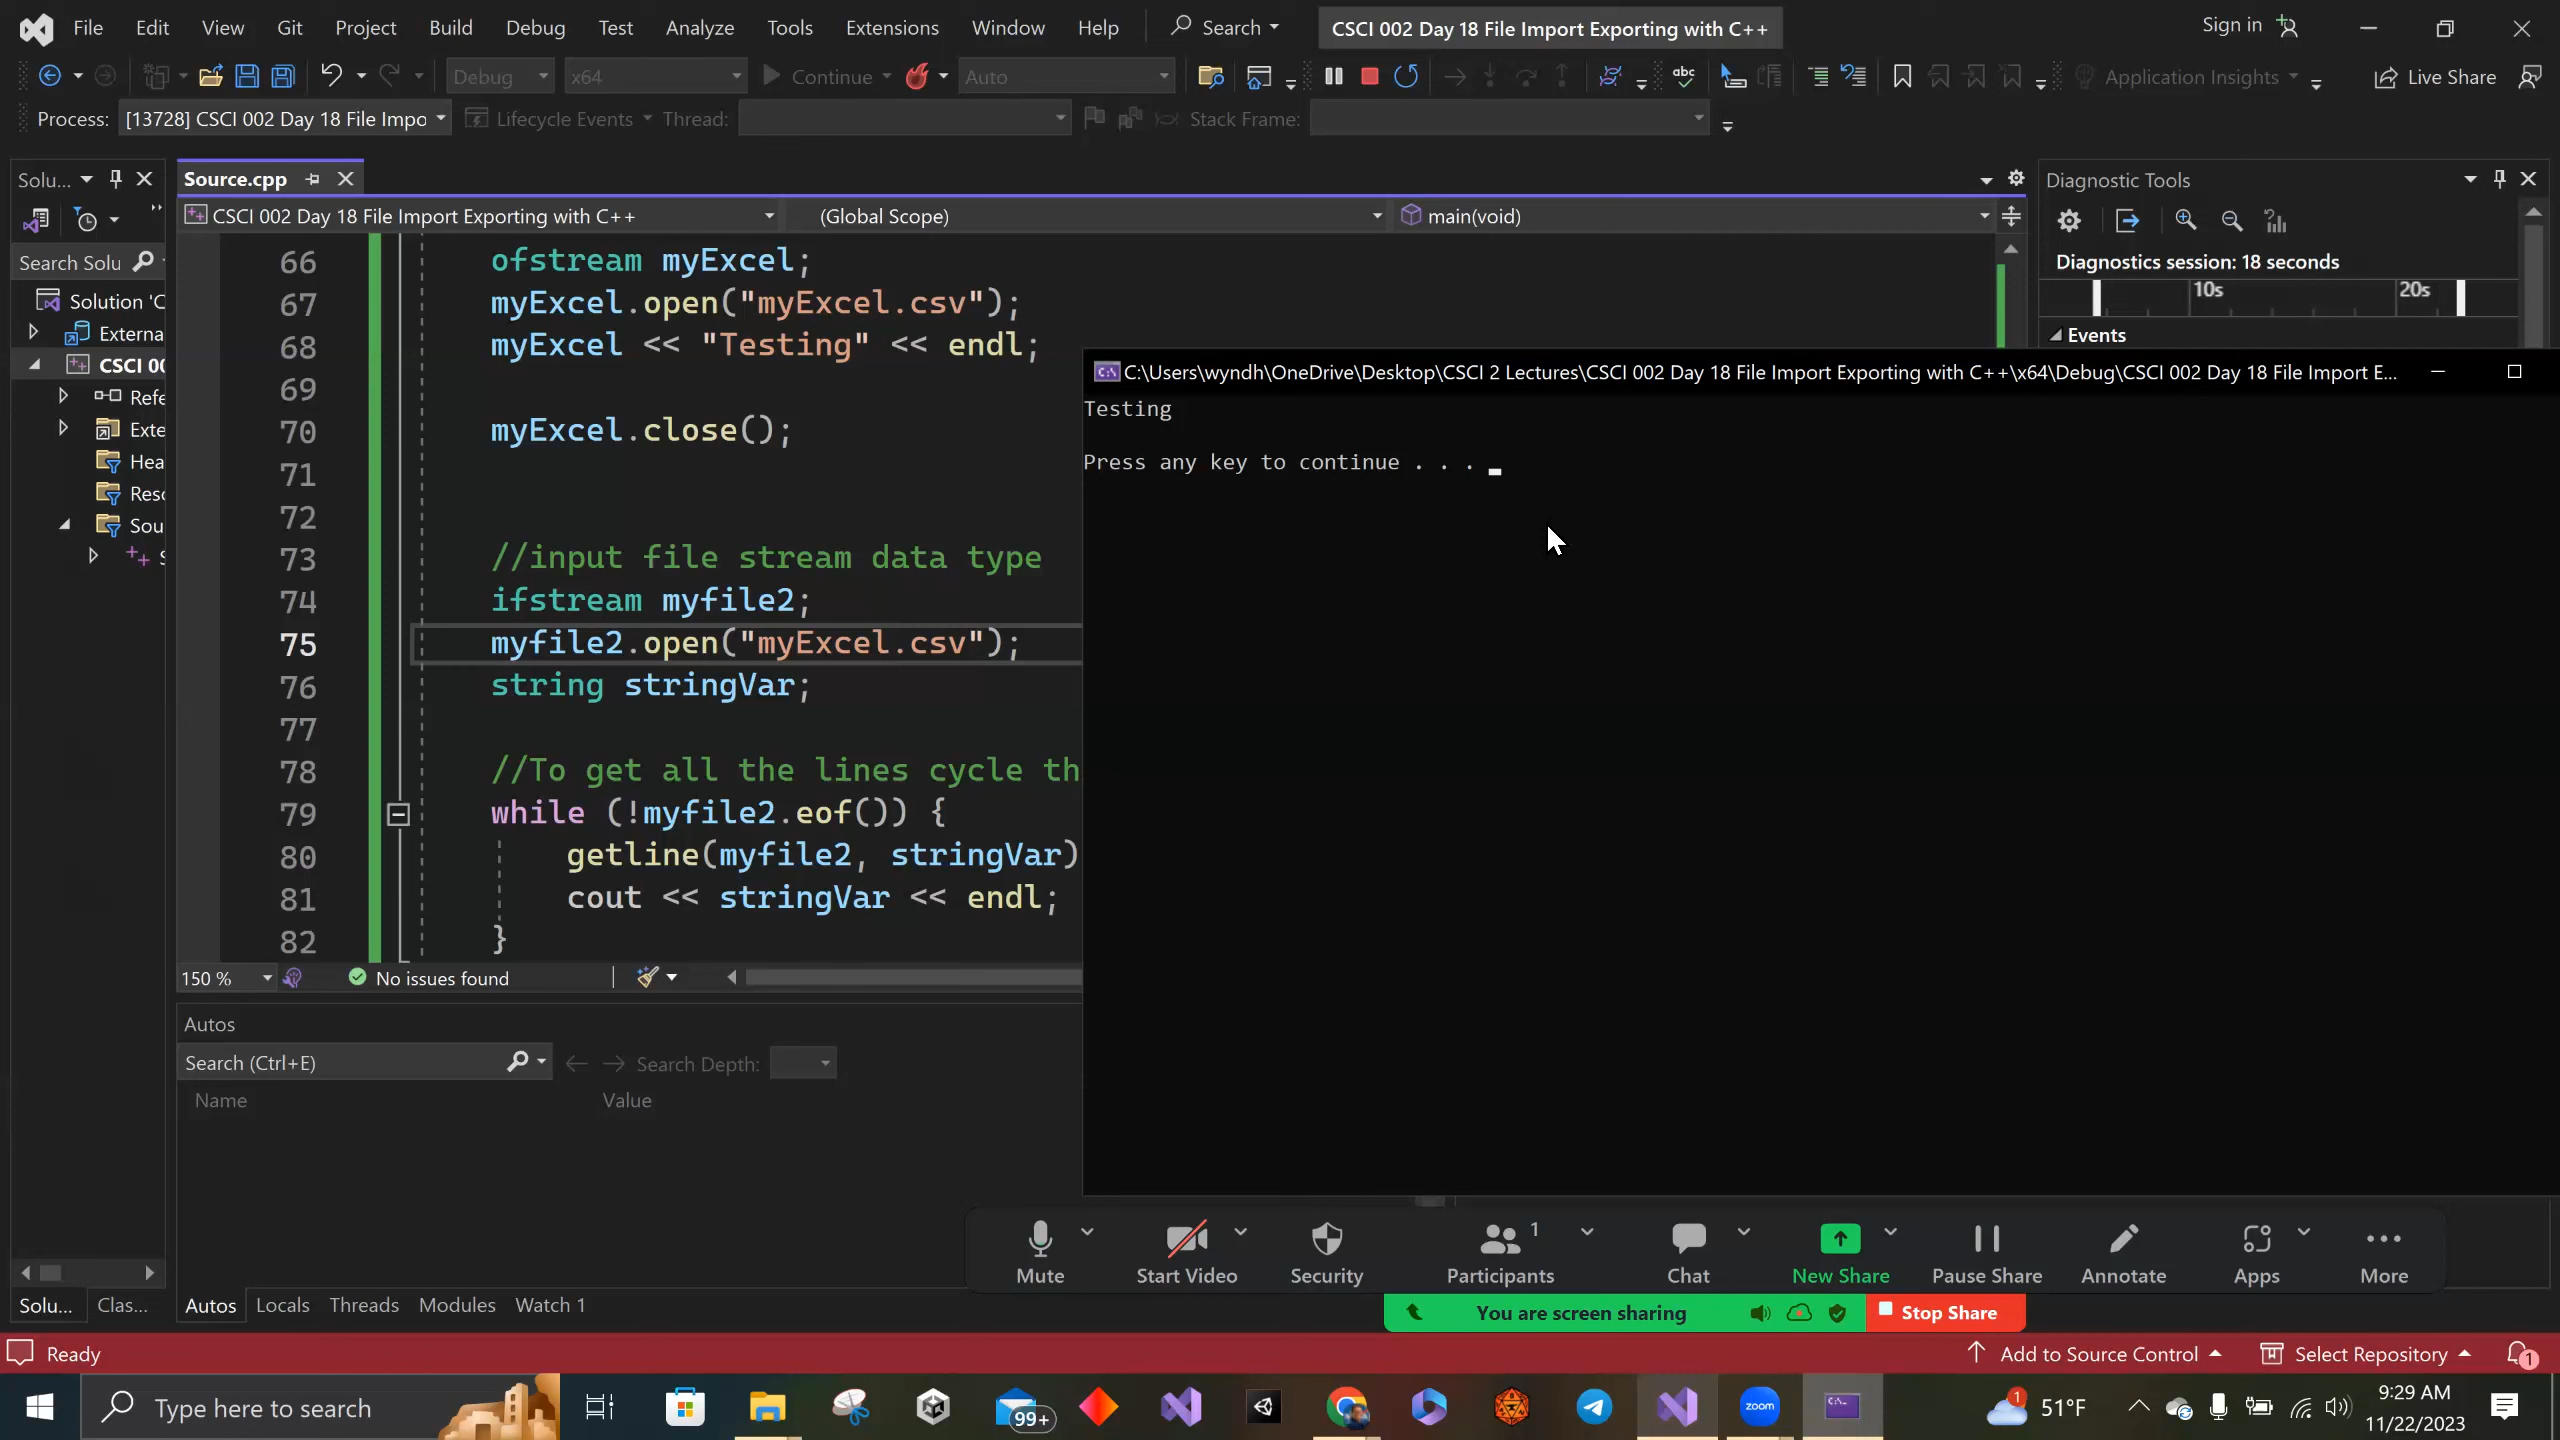 File Edit View Git Project Build Debug Test Analyze Tools Extensions Window Help Search CSCI 002 Day 18 File Import Exporting with C++ Sign in
Debug x64 Continue Auto abc Application Insights Live Share
Process: [13728] CSCI 002 Day 18 File Impo Lifecycle Events Thread: Stack Frame:
Solu... Source.cpp Diagnostic Tools
CSCI 002 Day 18 File Import Exporting with C++ (Global Scope) main(void)
Search Solu
Solution 'C
Externa
CSCI 00
Refe
Exte
Hea
Reso
Sou
S
66 ofstream myExcel;
67 myExcel.open("myExcel.csv");
68 myExcel << "Testing" << endl;
69
70 myExcel.close();
71
72
73 //input file stream data type
74 ifstream myfile2;
75 myfile2.open("myExcel.csv");
76 string stringVar;
77
78 //To get all the lines cycle th
79 while (!myfile2.eof()) {
80 getline(myfile2, stringVar)
81 cout << stringVar << endl;
82 }
Diagnostics session: 18 seconds
10s 20s
Events
C:\Users\wyndh\OneDrive\Desktop\CSCI 2 Lectures\CSCI 002 Day 18 File Import Exporting with C++\x64\Debug\CSCI 002 Day 18 File Import E...
Testing
Press any key to continue . . .
150 % No issues found
Autos
Search (Ctrl+E) Search Depth:
Name Value
Mute Start Video Security Participants 1 Chat New Share Pause Share Annotate Apps More
Solu... Clas... Autos Locals Threads Modules Watch 1
You are screen sharing Stop Share
Ready Add to Source Control Select Repository 1
Type here to search 99+ zoom 1 51°F 9:29 AM
11/22/2023